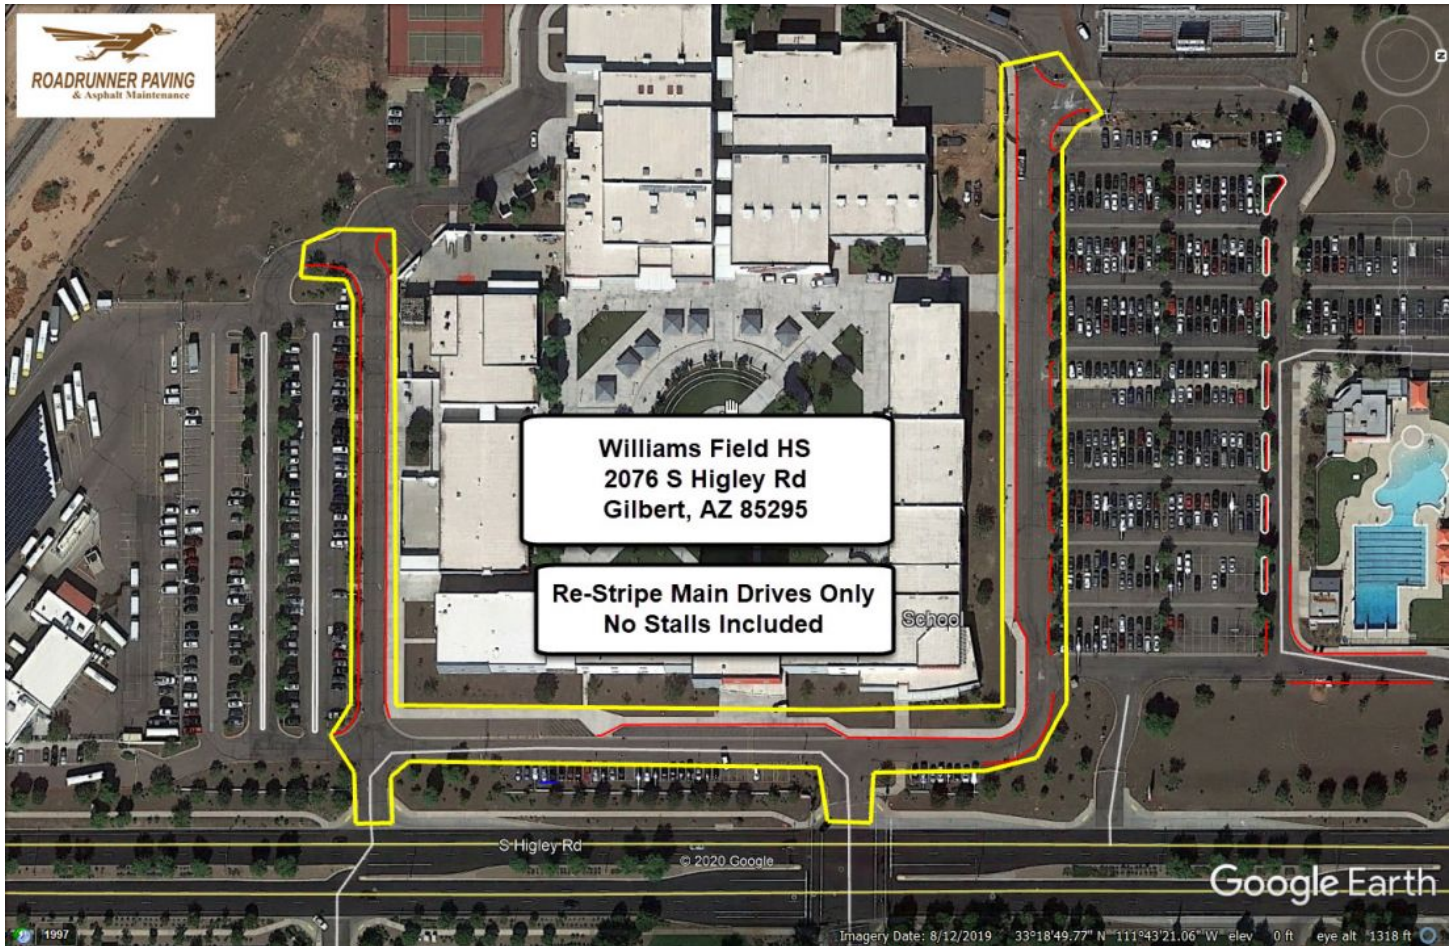 ROADRUNNER PAVING
& Asphalt Maintenance
N
Williams Field HS
2076 S Higley Rd
Gilbert, AZ 85295
Re-Stripe Main Drives Only
No Stalls Included
School
S Higley Rd
© 2020 Google
Google Earth
1997
Imagery Date: 8/12/2019 33°18'49.77" N 111°43'21.06" W elev 0 ft eye alt 1318 ft